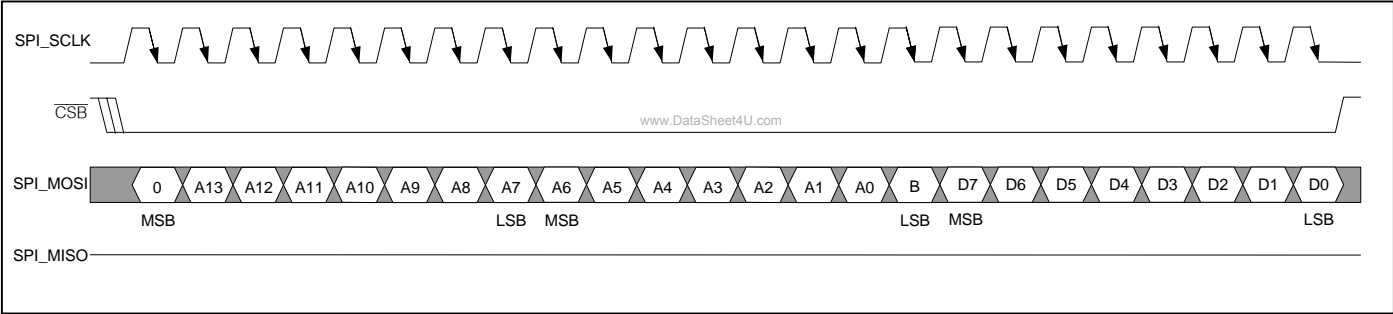 SPI_SCLK
CSB
www.DataSheet4U.com
SPI_MOSI 0 A13 A12 A11 A10 A9 A8 A7 A6 A5 A4 A3 A2 A1 A0 B D7 D6 D5 D4 D3 D2 D1 D0
MSB LSB MSB LSB MSB LSB
SPI_MISO